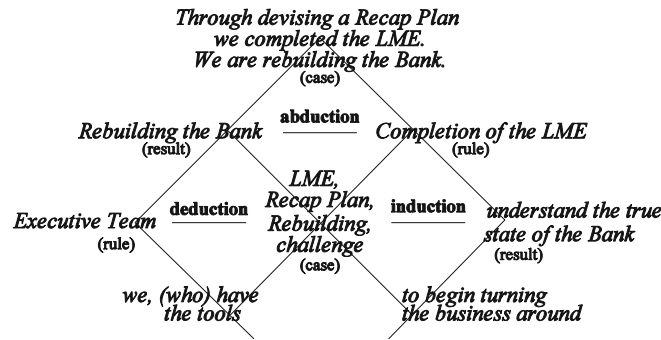 Through devising a Recap Plan
we completed the LME.
We are rebuilding the Bank.
(case)
abduction
Rebuilding the Bank
(result)
Completion of the LME
(rule)
LME,
Recap Plan,
Rebuilding,
challenge
(case)
deduction
induction
Executive Team
(rule)
understand the true
state of the Bank
(result)
we, (who) have
the tools
to begin turning
the business around